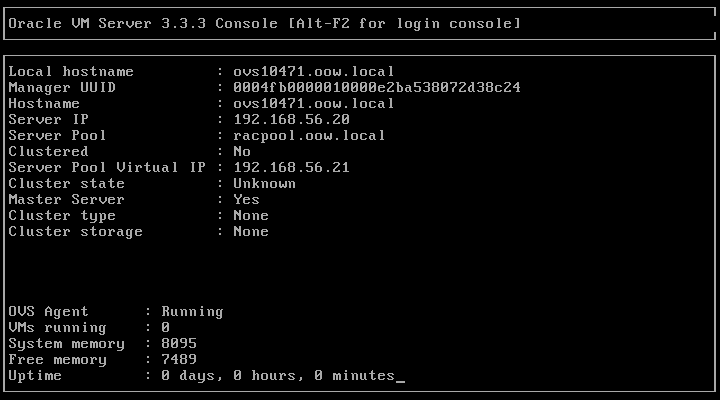 Oracle VM Server 3.3.3 Console [Alt-F2 for login console]
Local hostname : ovs10471.oow.local
Manager UUID : 0004fb0000010000e2ba538072d38c24
Hostname : ovs10471.oow.local
Server IP : 192.168.56.20
Server Pool : racpool.oow.local
Clustered : No
Server Pool Virtual IP : 192.168.56.21
Cluster state : Unknown
Master Server : Yes
Cluster type : None
Cluster storage : None
OVS Agent : Running
VMs running : 0
System memory : 8095
Free memory : 7489
Uptime : 0 days, 0 hours, 0 minutes_